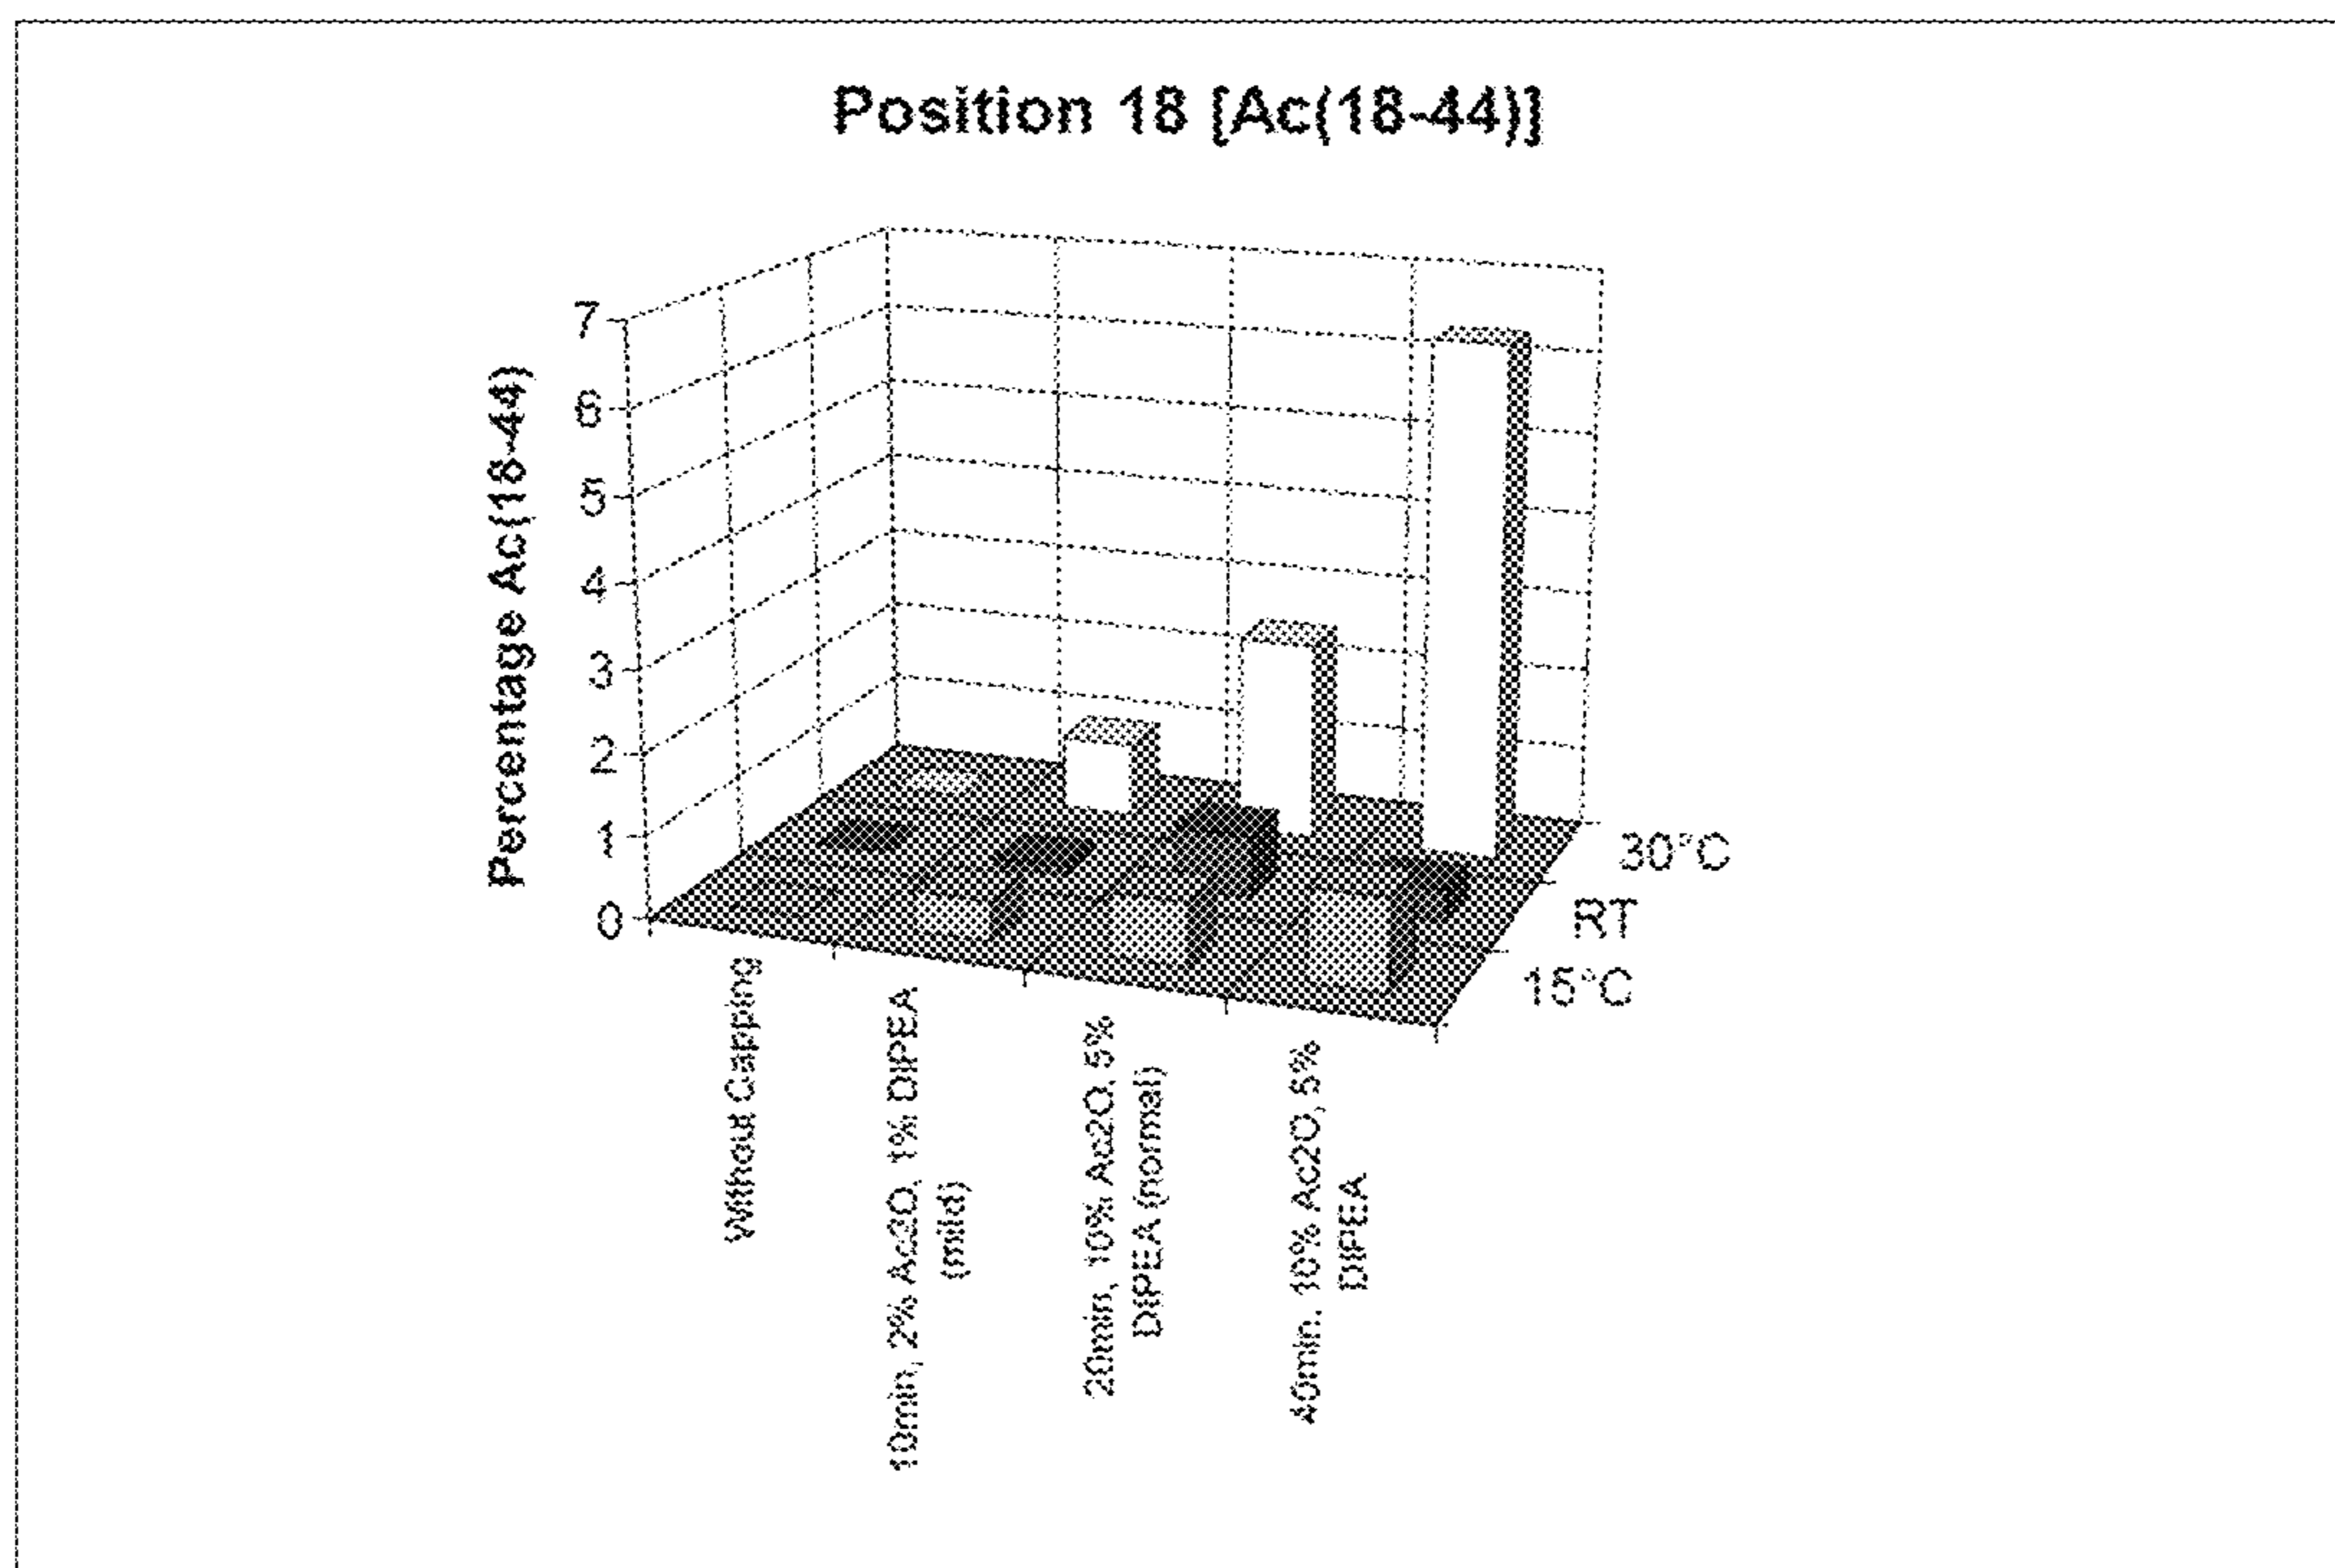 Position 18 [Ac(18-44)]
Percentage Ac(18-44)
7
6
5
4
3
2
1
0
30°C
RT
15°C
Without Capping
10min, 2% Ac2O, 1% DIPEA
(mild)
20min, 10% Ac2O, 5%
DIPEA (normal)
40min. 10% Ac2O, 5%
DIPEA